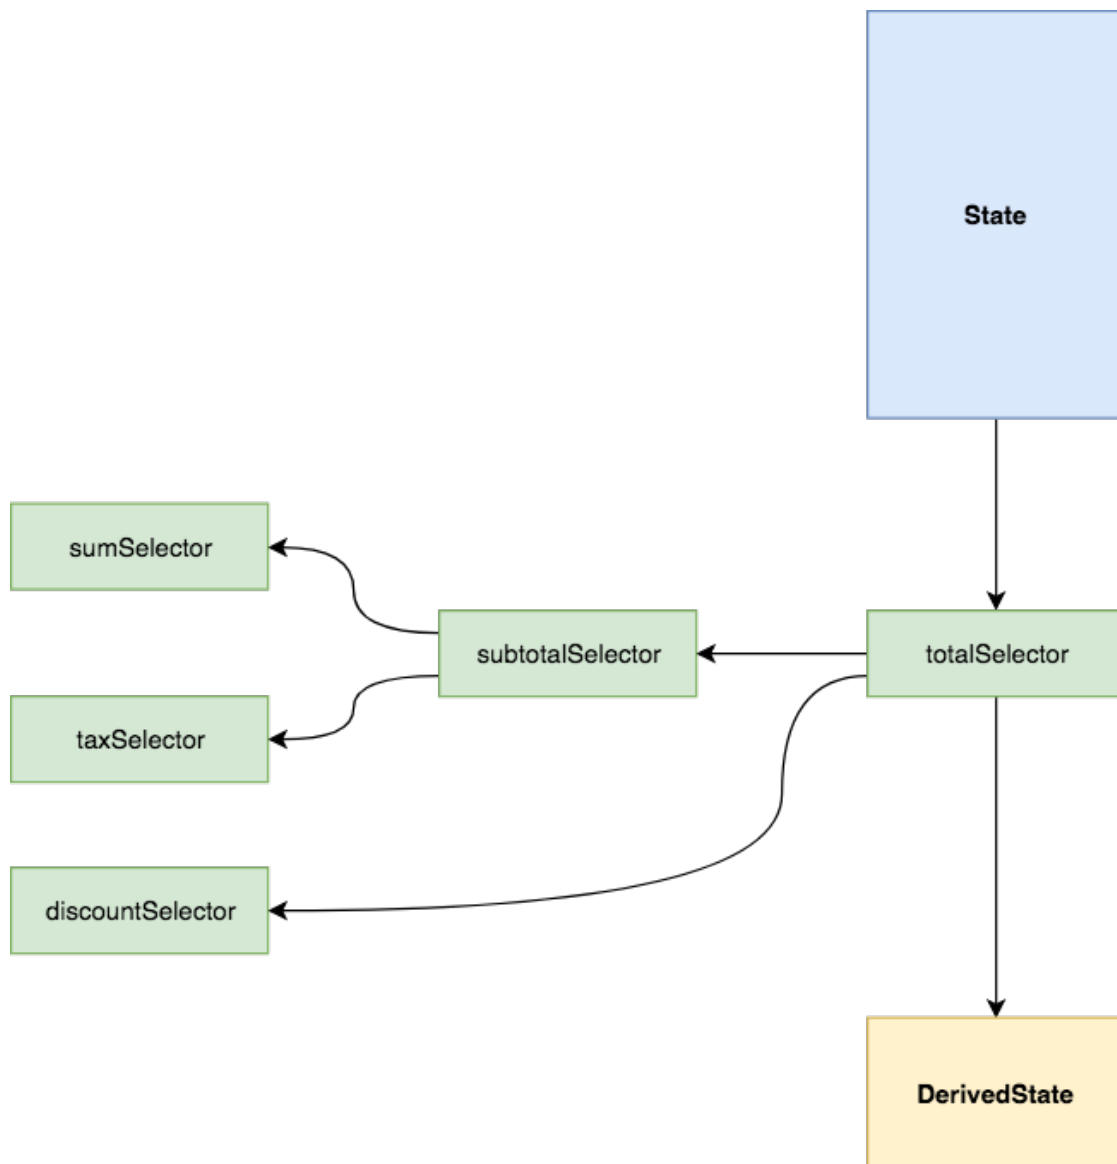 State
sumSelector
subtotalSelector
totalSelector
taxSelector
discountSelector
DerivedState